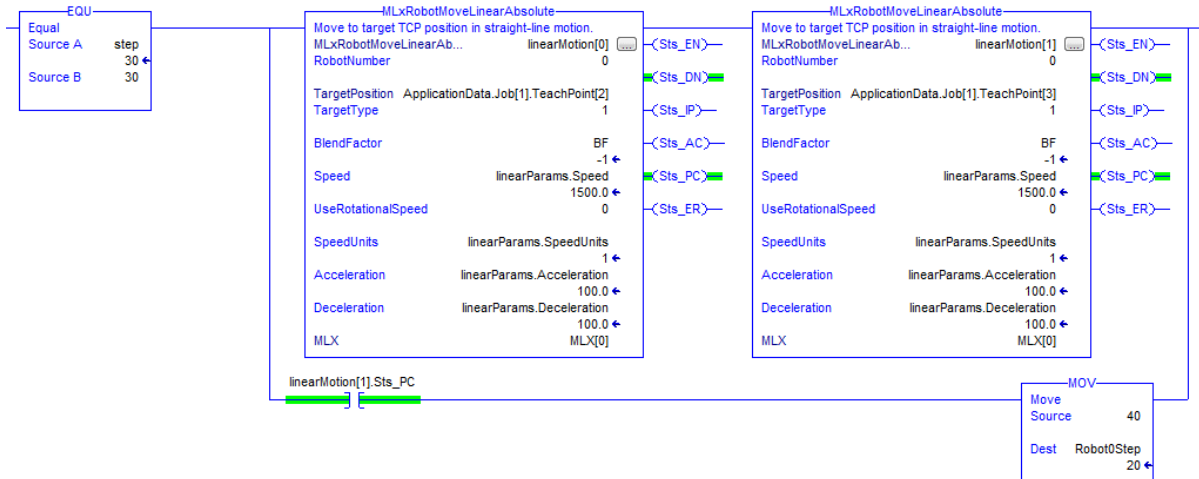 EQU
Equal
Source A step
30
Source B 30
MLxRobotMoveLinearAbsolute
Move to target TCP position in straight-line motion.
MLxRobotMoveLinearAb... linearMotion[0] ...
RobotNumber 0
TargetPosition ApplicationData.Job[1].TeachPoint[2]
TargetType 1
BlendFactor BF
-1
Speed linearParams.Speed
1500.0
UseRotationalSpeed 0
SpeedUnits linearParams.SpeedUnits
1
Acceleration linearParams.Acceleration
100.0
Deceleration linearParams.Deceleration
100.0
MLX MLX[0]
Sts_EN
Sts_DN
Sts_IP
Sts_AC
Sts_PC
Sts_ER
MLxRobotMoveLinearAbsolute
Move to target TCP position in straight-line motion.
MLxRobotMoveLinearAb... linearMotion[1] ...
RobotNumber 0
TargetPosition ApplicationData.Job[1].TeachPoint[3]
TargetType 1
BlendFactor BF
-1
Speed linearParams.Speed
1500.0
UseRotationalSpeed 0
SpeedUnits linearParams.SpeedUnits
1
Acceleration linearParams.Acceleration
100.0
Deceleration linearParams.Deceleration
100.0
MLX MLX[0]
Sts_EN
Sts_DN
Sts_IP
Sts_AC
Sts_PC
Sts_ER
linearMotion[1].Sts_PC
MOV
Move
Source 40
Dest Robot0Step
20